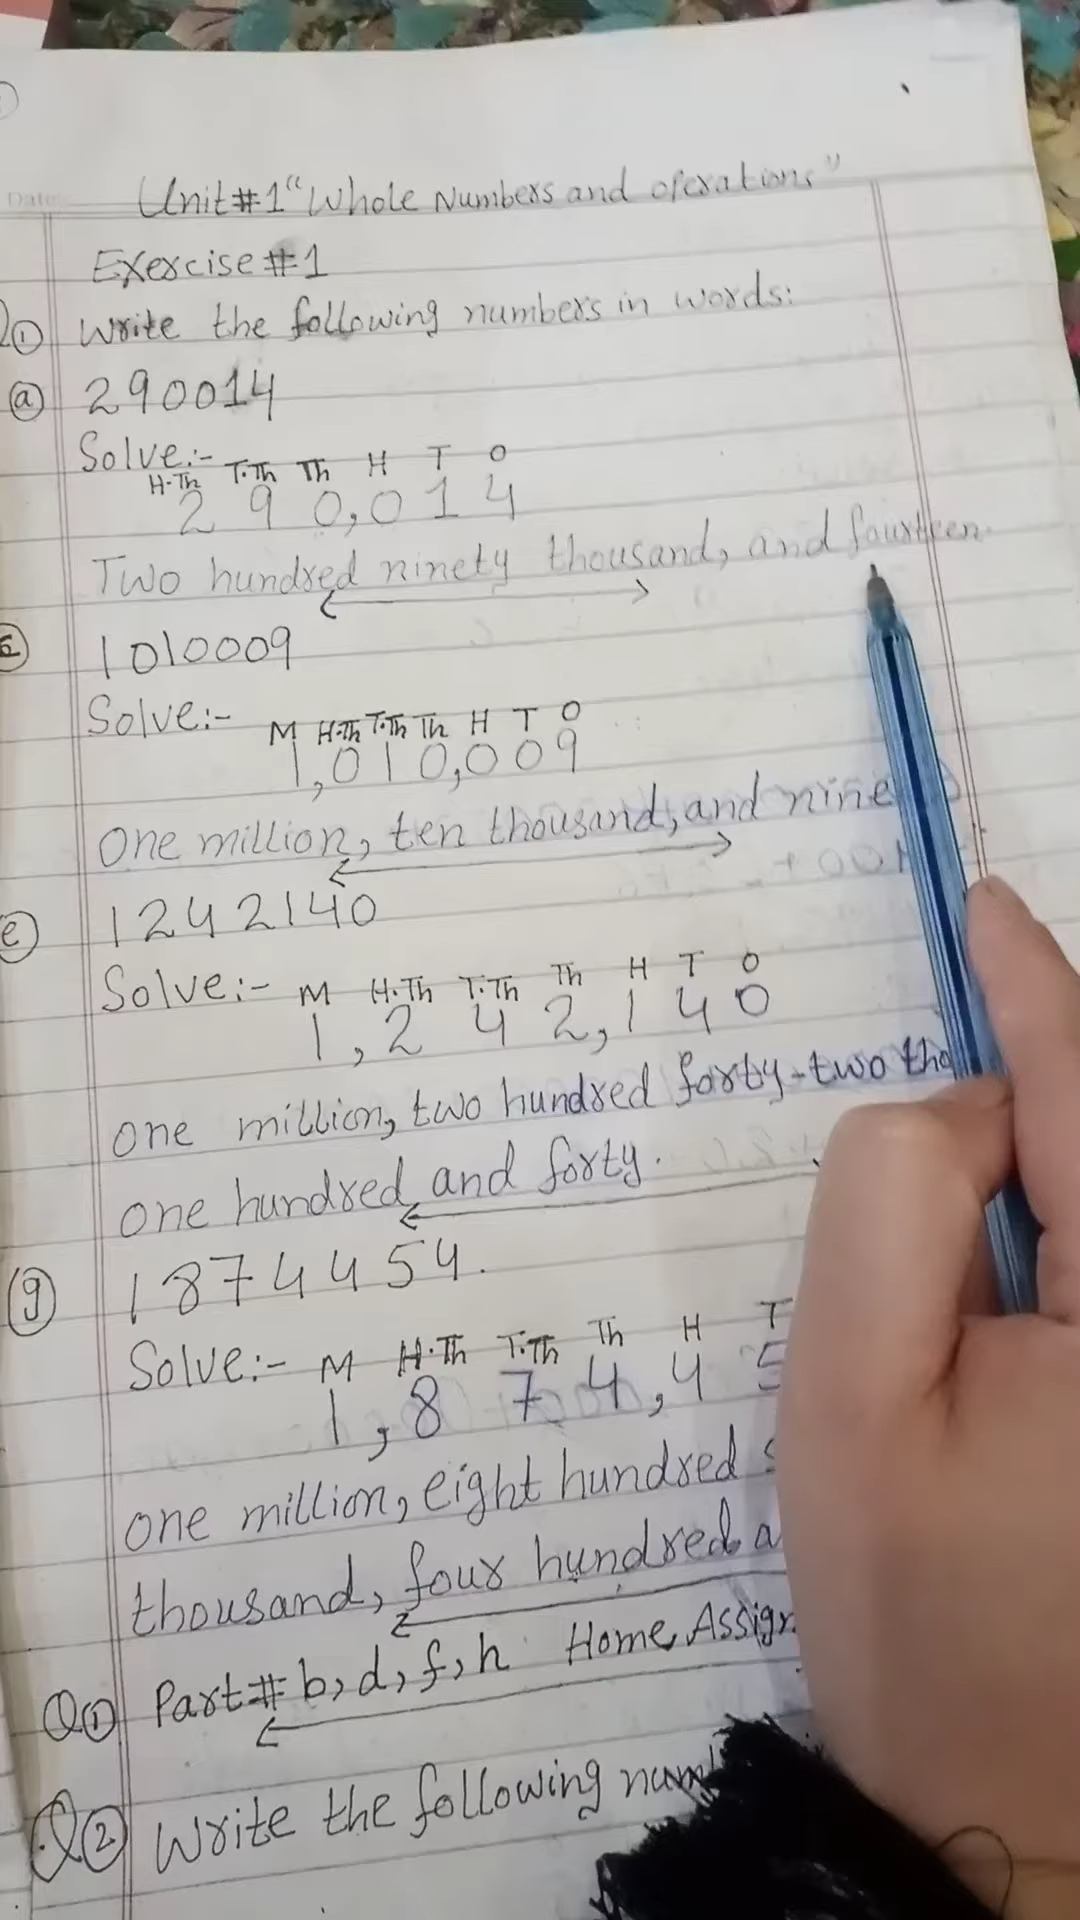 Date:
Unit#1 "Whole Numbers and operations"
Exercise #1
Q① Write the following numbers in words:
ⓐ 290014
Solve:-
H-Th T.Th Th H T O
2 9 0,0 1 4
Two hundred ninety thousand, and fourteen.
1010009
Solve:-
M H-Th T.Th Th H T O
1,0 1 0,0 0 9
One million, ten thousand, and nine
ⓔ 1242140
Solve:- M H.Th T.Th Th H T O
1, 2 4 2, 1 4 0
one million, two hundred forty-two
one hundred and forty.
ⓖ 1874454.
Solve:- M H.Th T.Th Th H T
1, 8 7 4, 4 5
one million, eight hundred
thousand, four hundred
Q① Part# b, d, f, h Home
Q② Write the following